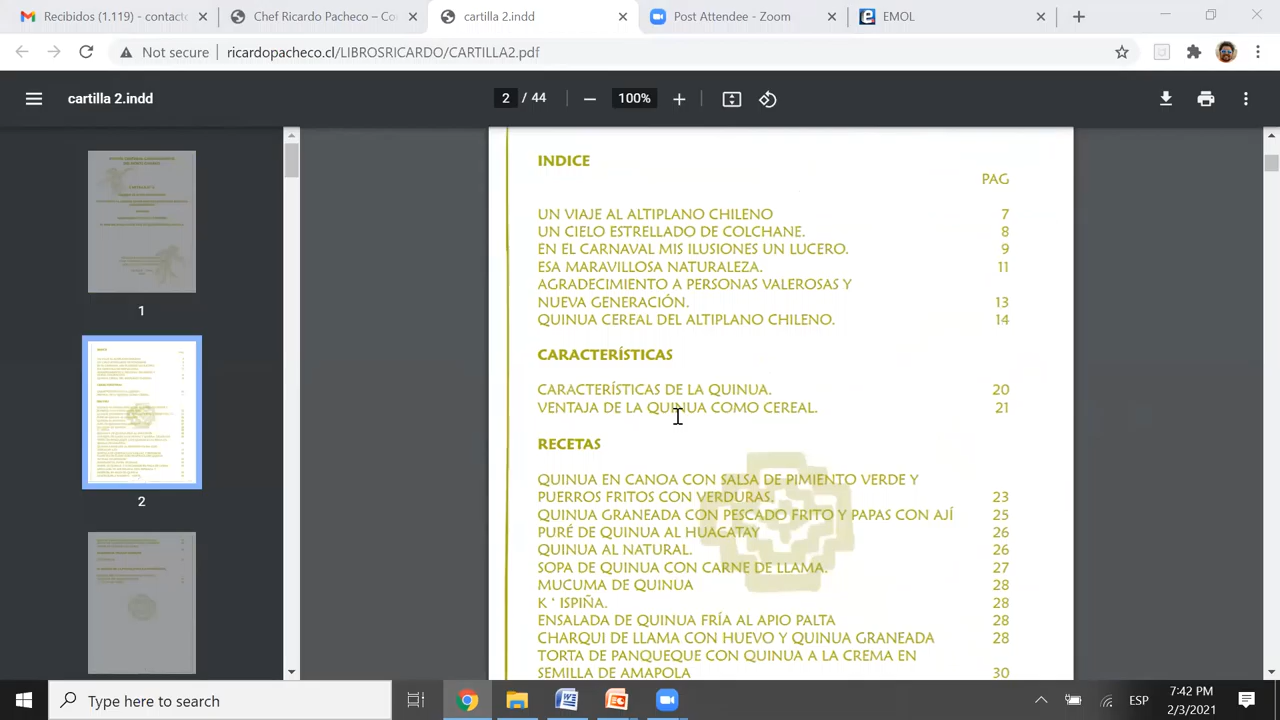 Recibidos (1.119) - contacto
Chef Ricardo Pacheco – Co
cartilla 2.indd
Post Attendee - Zoom
EMOL
Not secure
ricardopacheco.cl/LIBROSRICARDO/CARTILLA2.pdf
cartilla 2.indd
2 / 44
100%
INDICE
PAG
UN VIAJE AL ALTIPLANO CHILENO 7
UN CIELO ESTRELLADO DE COLCHANE. 8
EN EL CARNAVAL MIS ILUSIONES UN LUCERO. 9
ESA MARAVILLOSA NATURALEZA. 11
AGRADECIMIENTO A PERSONAS VALEROSAS Y
NUEVA GENERACIÓN. 13
QUINUA CEREAL DEL ALTIPLANO CHILENO. 14
CARACTERÍSTICAS
CARACTERÍSTICAS DE LA QUINUA. 20
VENTAJA DE LA QUINUA COMO CEREAL. 21
RECETAS
QUINUA EN CANOA CON SALSA DE PIMIENTO VERDE Y
PUERROS FRITOS CON VERDURAS. 23
QUINUA GRANEADA CON PESCADO FRITO Y PAPAS CON AJÍ 25
PURÉ DE QUINUA AL HUACATAY 26
QUINUA AL NATURAL. 26
SOPA DE QUINUA CON CARNE DE LLAMA. 27
MUCUMA DE QUINUA 28
K ‘ ISPIÑA. 28
ENSALADA DE QUINUA FRÍA AL APIO PALTA 28
CHARQUI DE LLAMA CON HUEVO Y QUINUA GRANEADA 28
TORTA DE PANQUEQUE CON QUINUA A LA CREMA EN
SEMILLA DE AMAPOLA 30
1
2
Type here to search
ESP
7:42 PM
2/3/2021